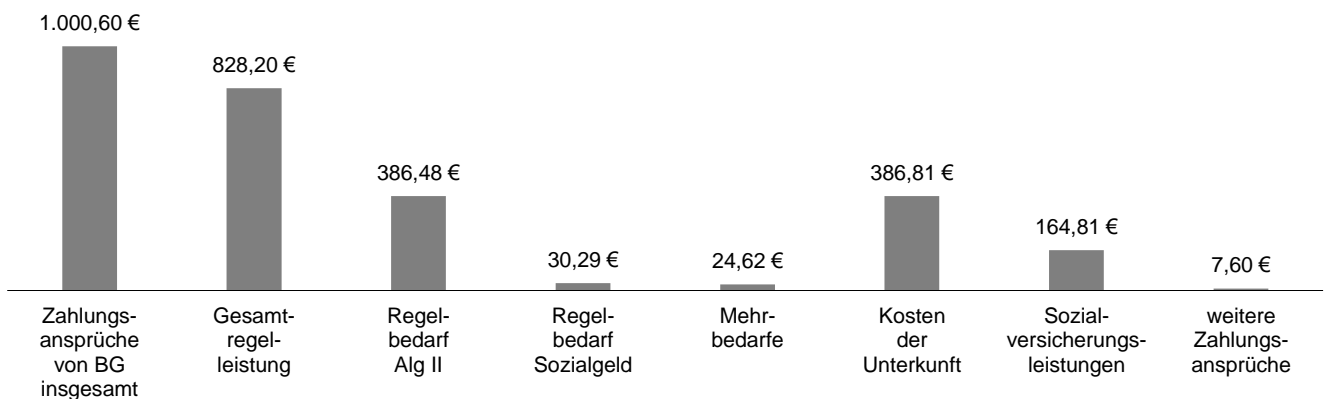 1.000,60 €
828,20 €
386,48 €
30,29 €
24,62 €
386,81 €
164,81 €
7,60 €
Zahlungs-
ansprüche
von BG
insgesamt
Gesamt-
regel-
leistung
Regel-
bedarf
Alg II
Regel-
bedarf
Sozialgeld
Mehr-
bedarfe
Kosten
der
Unterkunft
Sozial-
versicherungs-
leistungen
weitere
Zahlungs-
ansprüche